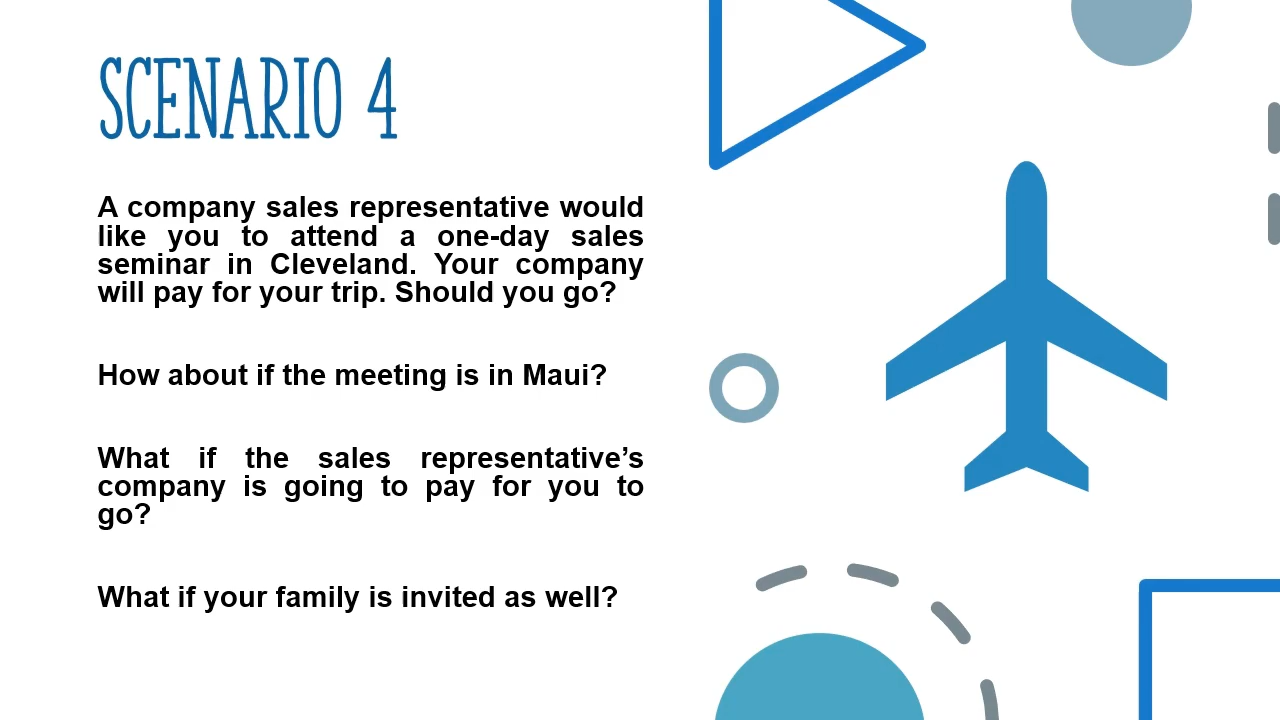 SCENARIO 4
A company sales representative would
like you to attend a one-day sales
seminar in Cleveland. Your company
will pay for your trip. Should you go?
How about if the meeting is in Maui?
What if the sales representative’s
company is going to pay for you to
go?
What if your family is invited as well?